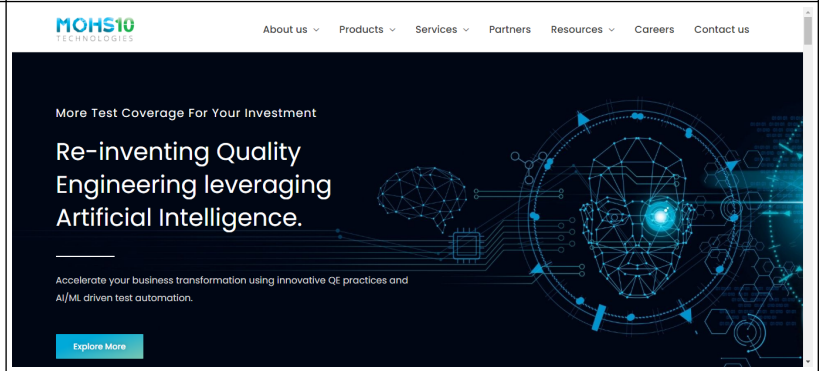 MOHS10
TECHNOLOGIES
About us Products Services Partners Resources Careers Contact us
More Test Coverage For Your Investment
Re-inventing Quality
Engineering leveraging
Artificial Intelligence.
Accelerate your business transformation using innovative QE practices and
AI/ML driven test automation.
Explore More